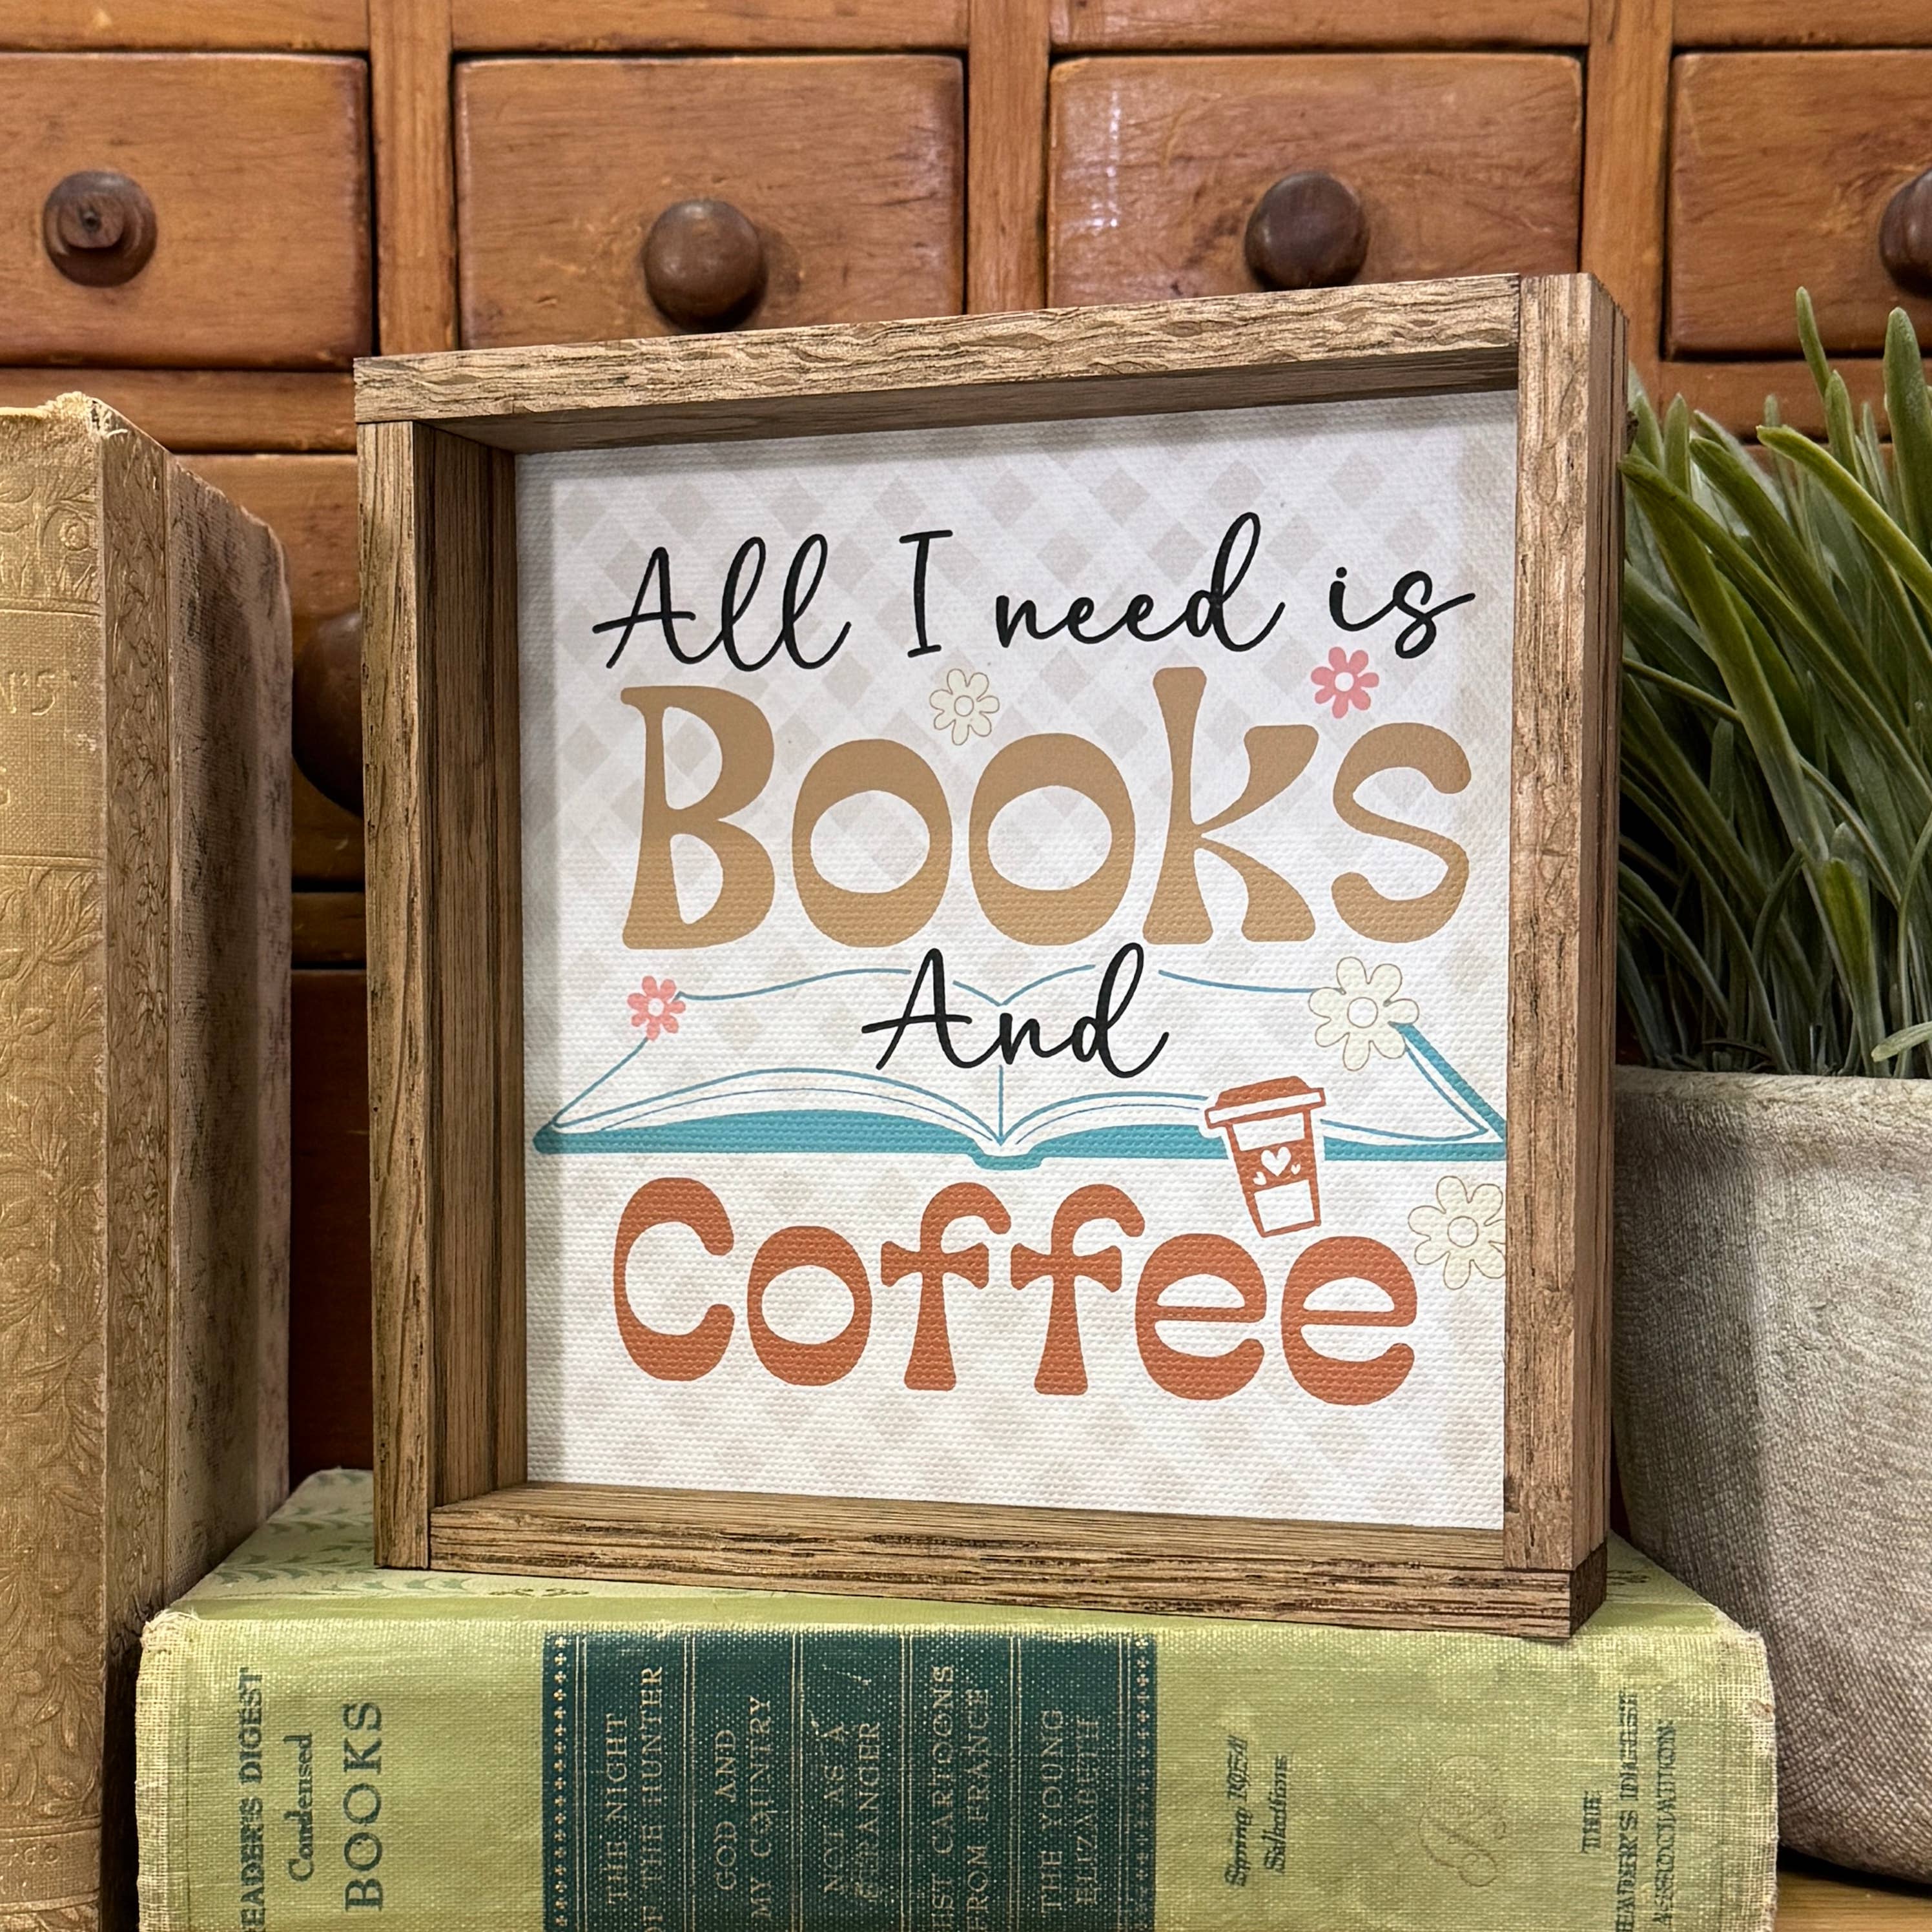 All I need is
Books
And
Coffee
READER'S DIGEST
Condensed
BOOKS
THE NIGHT
OF THE HUNTER
GOD AND
MY COUNTRY
NOT AS A
STRANGER
FROM FRANCE
THE YOUNG
ELIZABETH
Spring
Selections
THE
READER'S DIGEST
ASSOCIATION